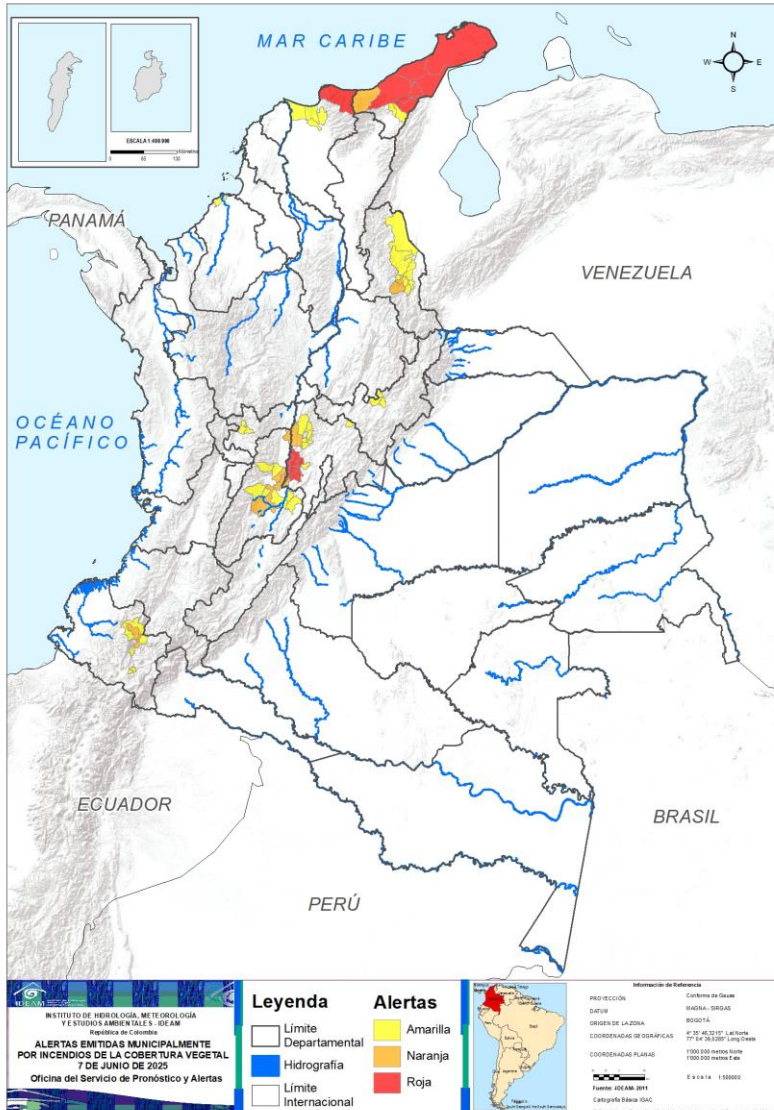 MAR CARIBE
N
W
E
S
ESCALA 1:400.000
0
65
130
PANAMÁ
VENEZUELA
OCÉANO
PACÍFICO
ECUADOR
BRASIL
PERÚ
IDEAM
INSTITUTO DE HIDROLOGÍA, METEOROLOGÍA
Y ESTUDIOS AMBIENTALES - IDEAM
República de Colombia
ALERTAS EMITIDAS MUNICIPALMENTE
POR INCENDIOS DE LA COBERTURA VEGETAL
7 DE JUNIO DE 2025
Oficina del Servicio de Pronóstico y Alertas
Leyenda
Límite
Departamental
Hidrografía
Límite
Internacional
Alertas
Amarilla
Naranja
Roja
Información de Referencia
PROYECCIÓN Conforme de Gauss
DATUM MAGNA - SIRGAS
ORIGEN DE LA ZONA BOGOTÁ
COORDENADAS GEOGRÁFICAS
COORDENADAS PLANAS 1'000.000 metros Norte
1'000.000 metros Este
Fuente: IDEAM 2011
Cartografía Básica IGAC